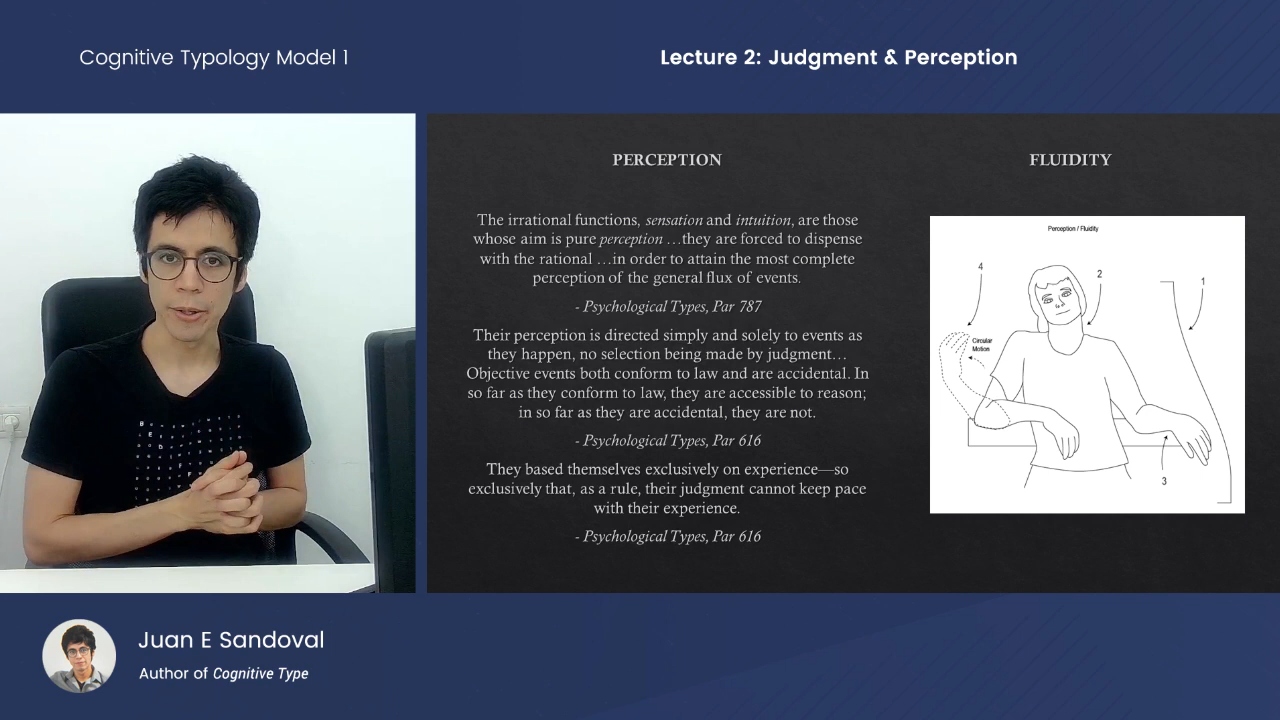 Cognitive Typology Model 1
Lecture 2: Judgment & Perception
PERCEPTION
The irrational functions, sensation and intuition, are those
whose aim is pure perception …they are forced to dispense
with the rational …in order to attain the most complete
perception of the general flux of events.
- Psychological Types, Par 787
Their perception is directed simply and solely to events as
they happen, no selection being made by judgment…
Objective events both conform to law and are accidental. In
so far as they conform to law, they are accessible to reason;
in so far as they are accidental, they are not.
- Psychological Types, Par 616
They based themselves exclusively on experience—so
exclusively that, as a rule, their judgment cannot keep pace
with their experience.
- Psychological Types, Par 616
FLUIDITY
Perception / Fluidity
4
2
1
Circular
Motion
3
Juan E Sandoval
Author of Cognitive Type